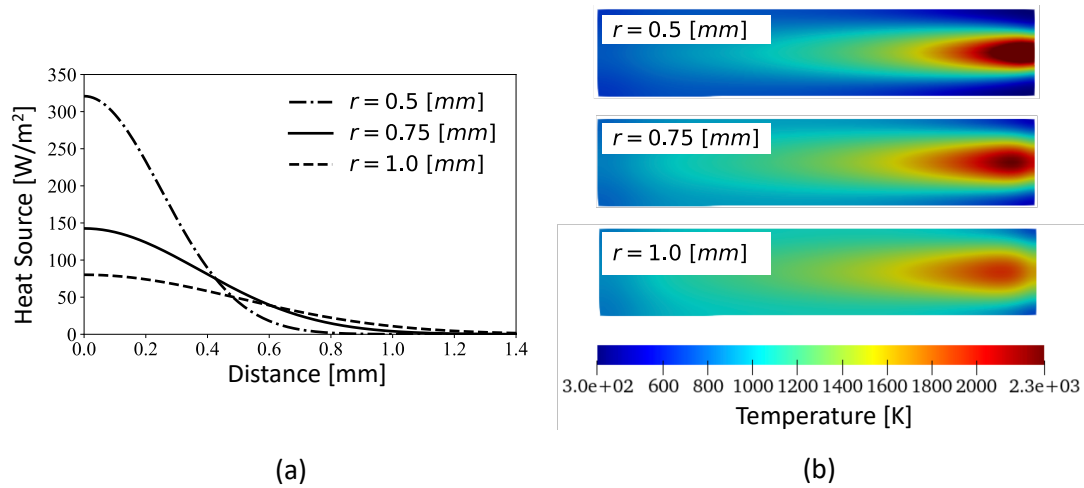 350
300
250
200
150
100
50
0
Heat Source [W/m²]
r = 0.5 [mm]
r = 0.75 [mm]
r = 1.0 [mm]
0.0 0.2 0.4 0.6 0.8 1.0 1.2 1.4
Distance [mm]
(a)
r = 0.5 [mm]
r = 0.75 [mm]
r = 1.0 [mm]
3.0e+02 600 800 1000 1200 1400 1600 1800 2000 2.3e+03
Temperature [K]
(b)